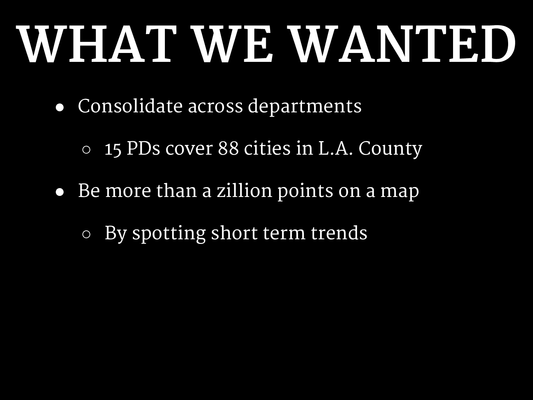 WHAT WE WANTED
● Consolidate across departments
○ 15 PDs cover 88 cities in L.A. County
● Be more than a zillion points on a map
○ By spotting short term trends